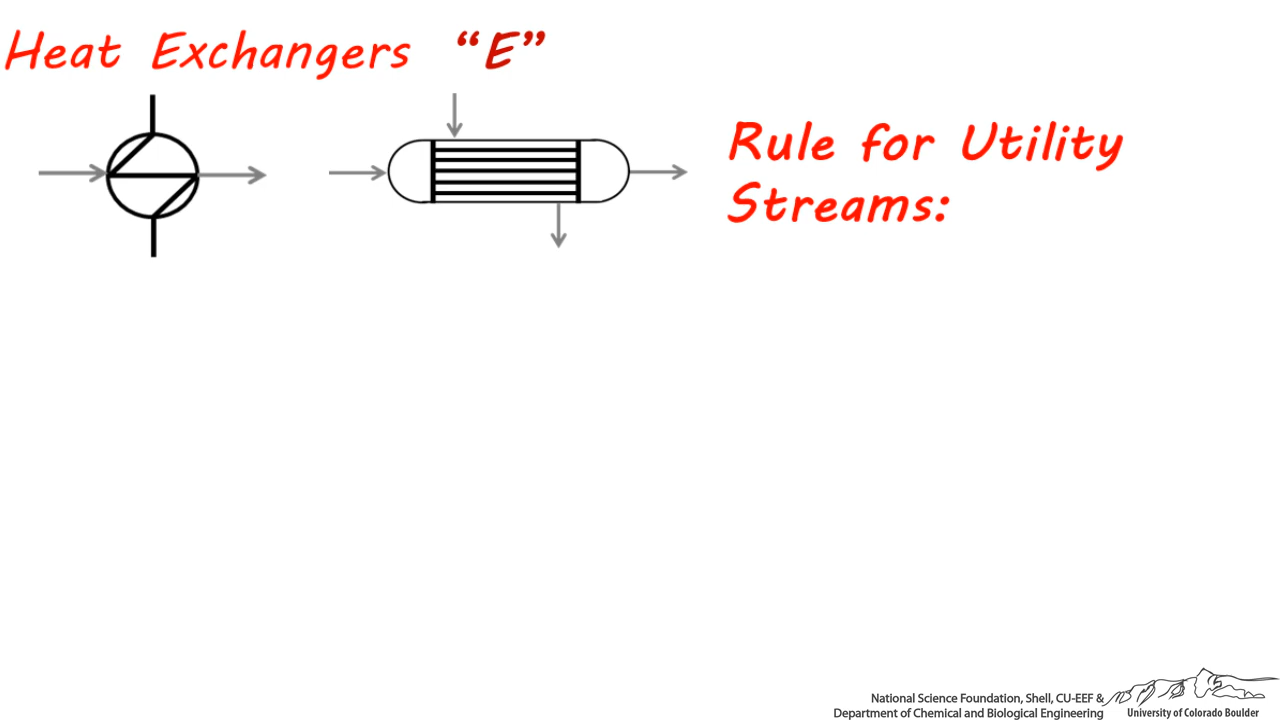 Heat Exchangers “E”
Rule for Utility
Streams:
National Science Foundation, Shell, CU-EEF &
Department of Chemical and Biological Engineering
University of Colorado Boulder